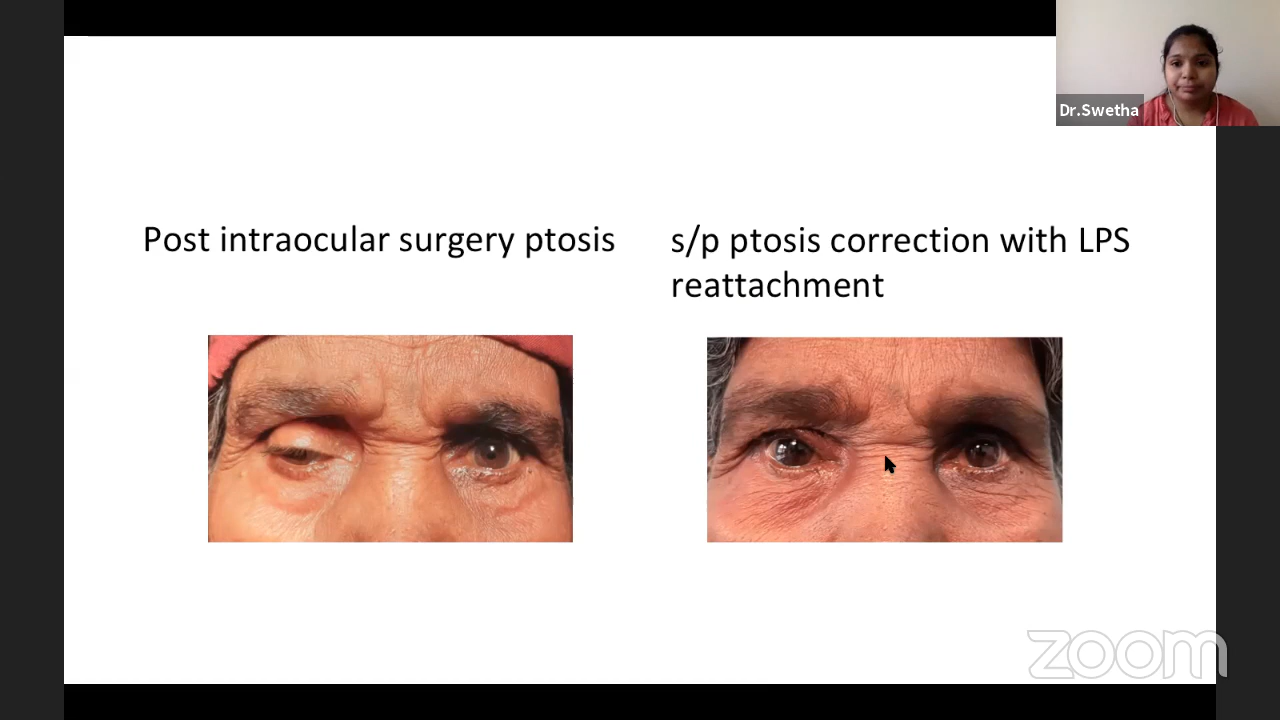 Dr.Swetha
Post intraocular surgery ptosis
s/p ptosis correction with LPS
reattachment
zoom